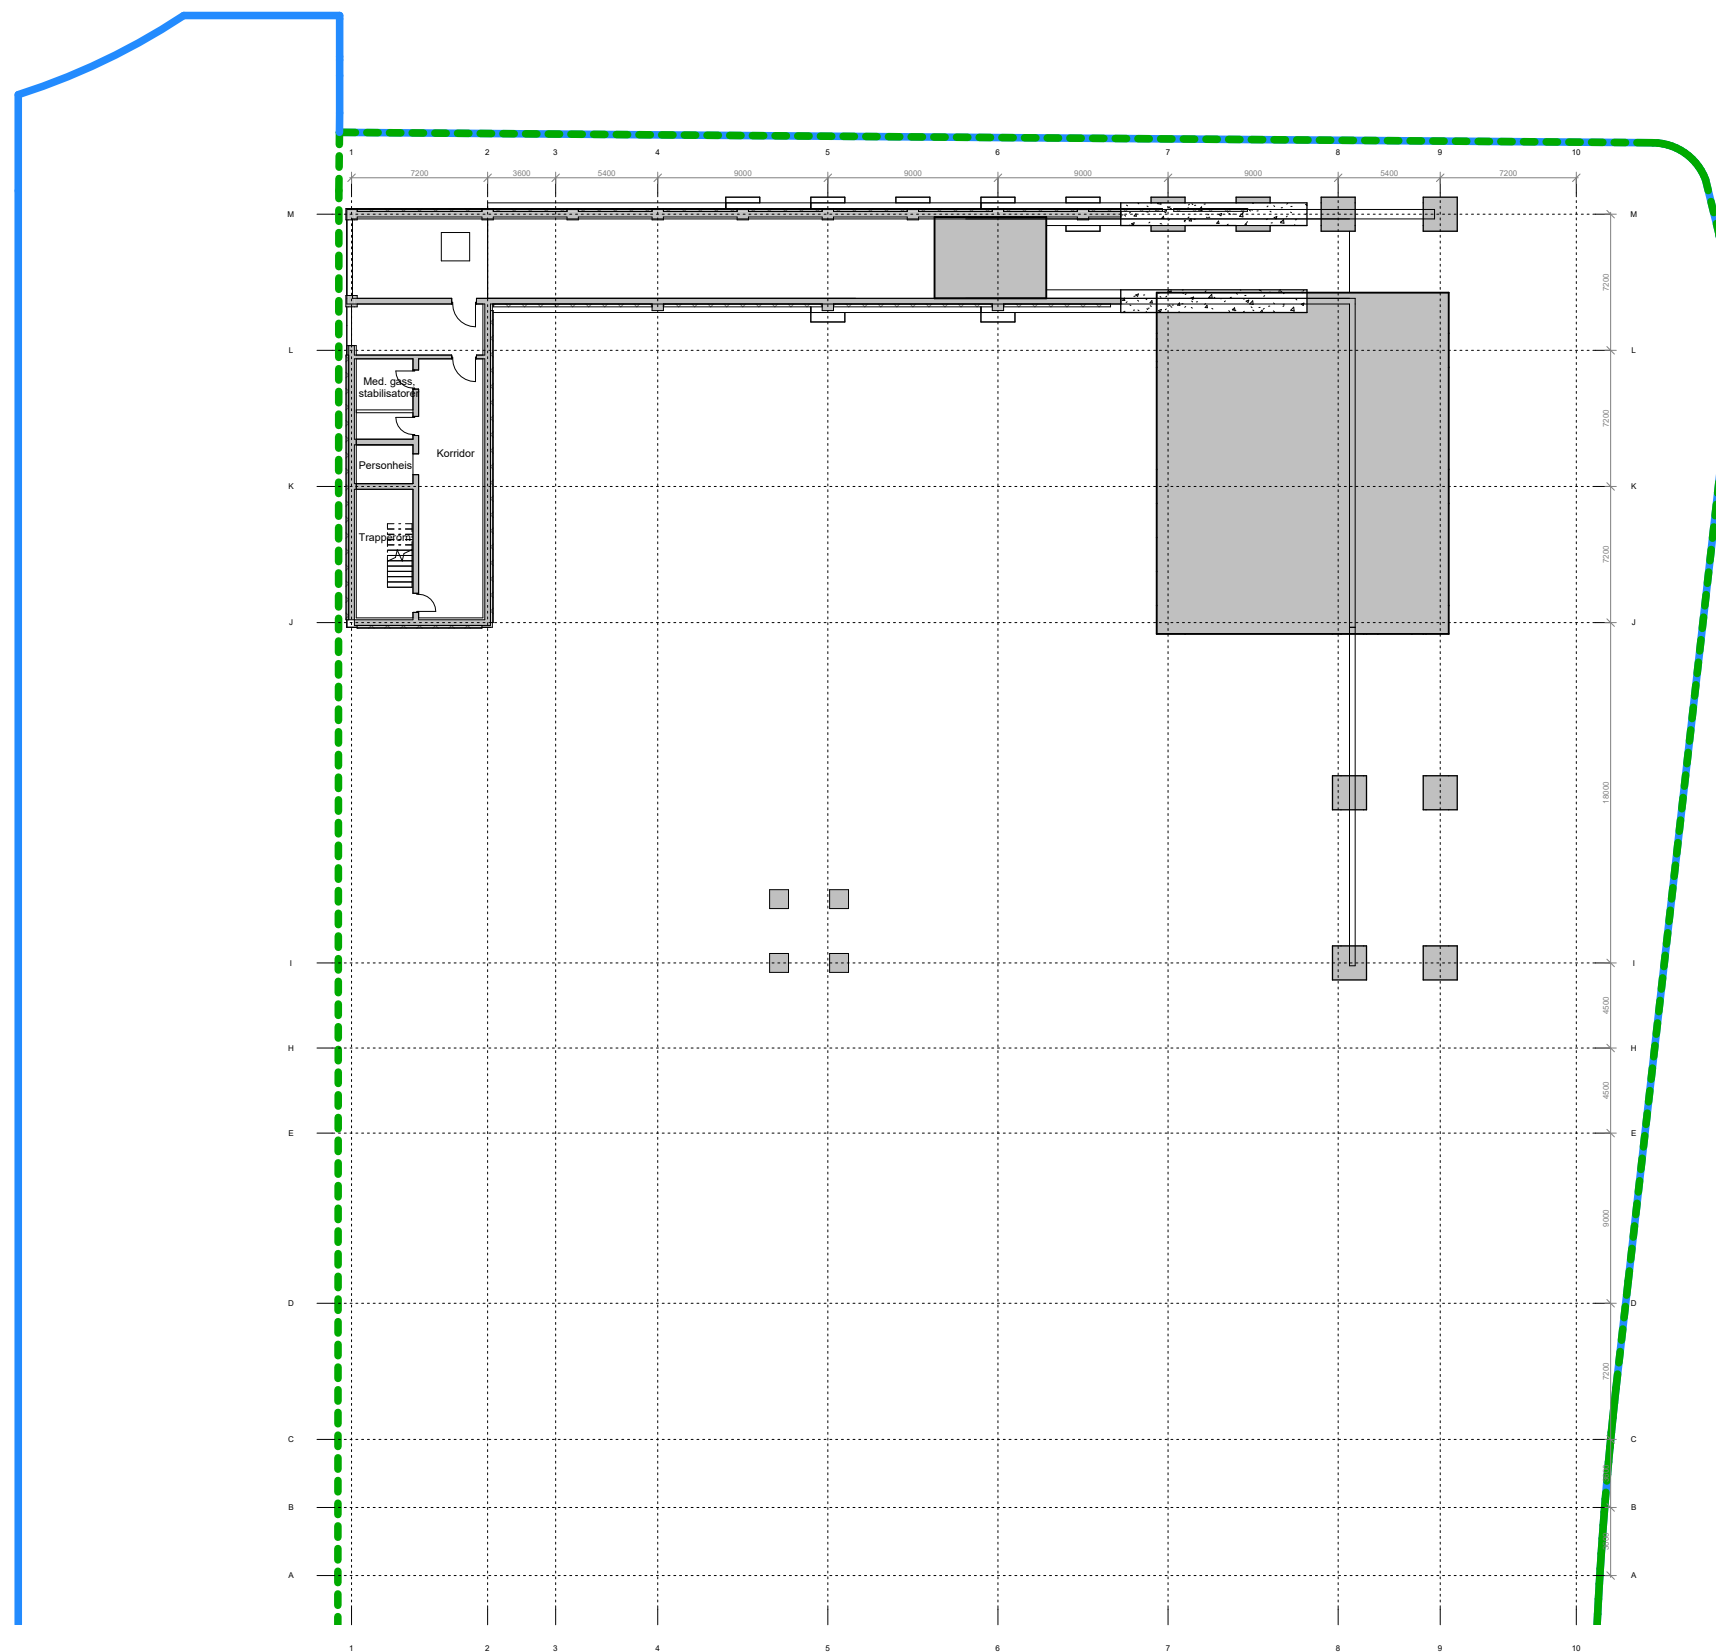 1 2 3 4 5 6 7 8 9 10
7200 3600 5400 9000 9000 9000 9000 5400 7200
M M
7200
L L
Med. gass.
stabilisatorer
7200
Korridor
Personheis
K K
Trapperom
7200
J J
18000
I I
4500
H H
4500
E E
9000
D D
7200
C C
B B
A A
1 2 3 4 5 6 7 8 9 10